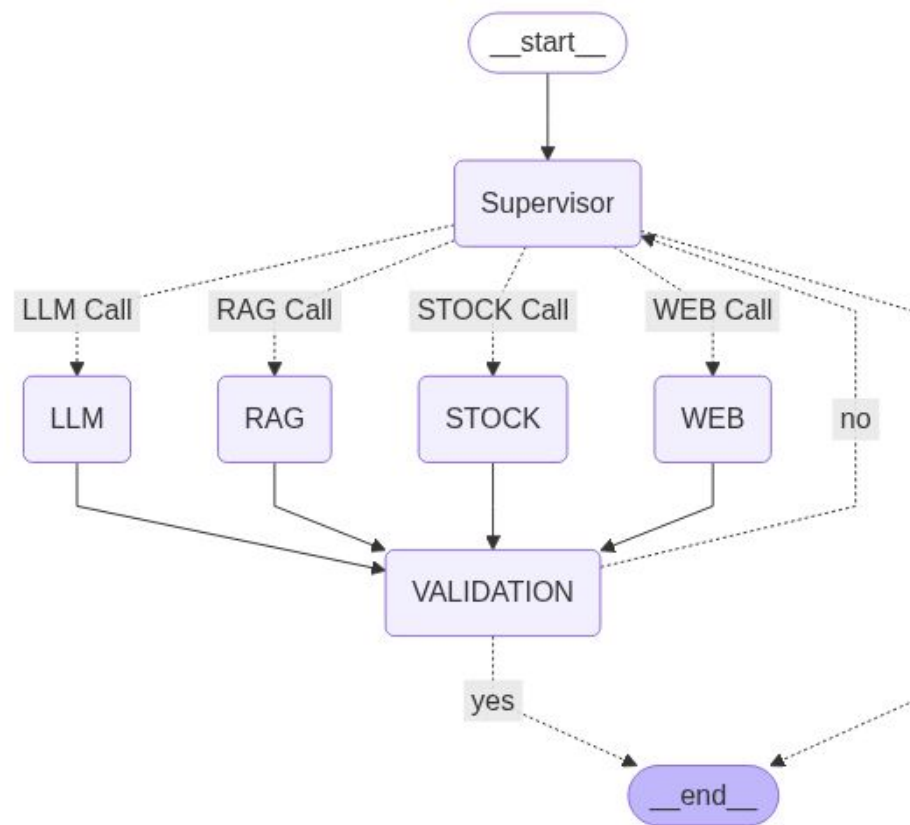 __start__
Supervisor
LLM Call
RAG Call
STOCK Call
WEB Call
LLM
RAG
STOCK
WEB
no
VALIDATION
yes
__end__